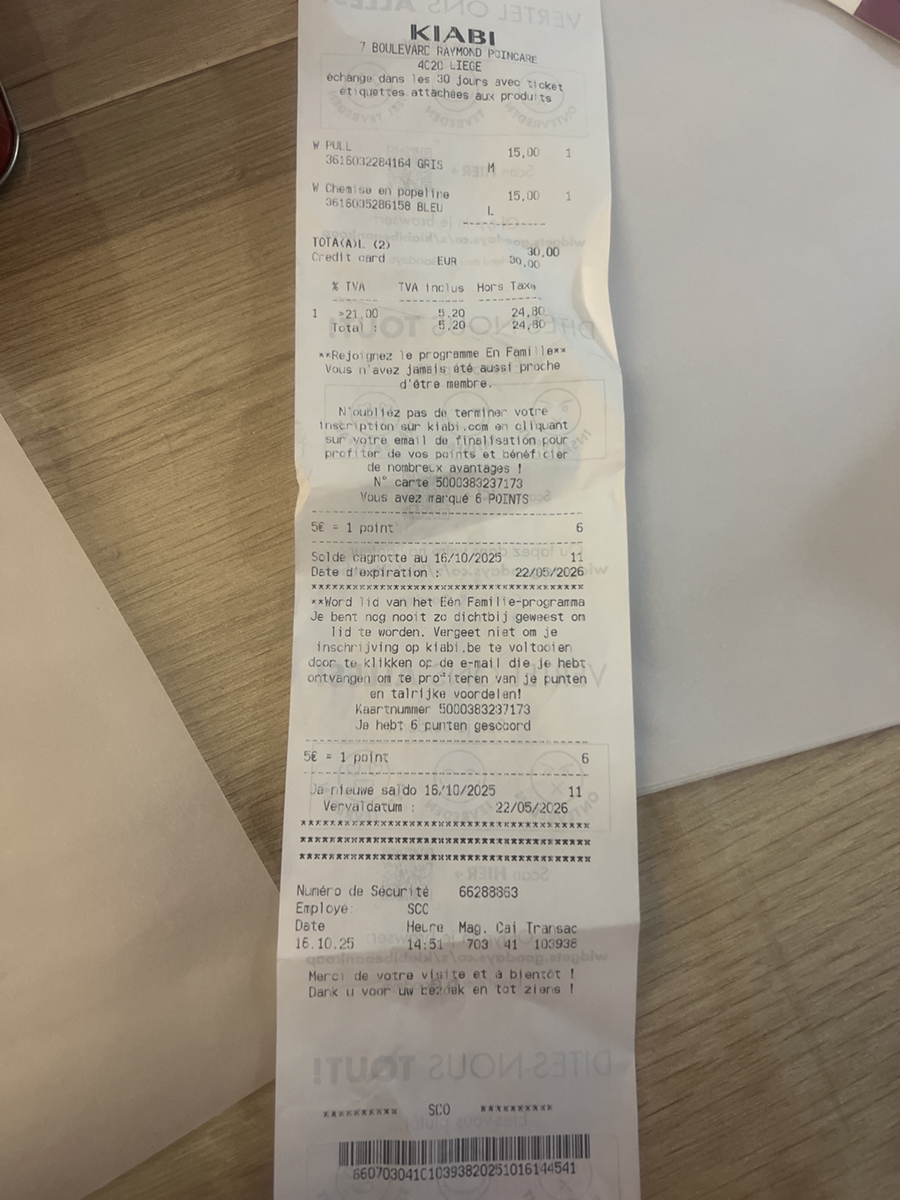 KIABI
7 BOULEVARD RAYMOND POINCARE
4020 LIEGE
échange dans les 30 jours avec ticket
étiquettes attachées aux produits
W PULL 15,00 1
3616032284164 GRIS M
W Chemise en popeline 15,00 1
3616035286158 BLEU L
TOTA(A)L (2) 30,00
Credit card EUR 30,00
% TVA TVA inclus Hors Taxe
1 >21,00 5.20 24,80
Total : 5.20 24,80
**Rejoignez le programme En Famille**
Vous n'avez jamais été aussi proche
d'être membre.
N'oubliez pas de terminer votre
inscription sur kiabi.com en cliquant
sur votre email de finalisation pour
profiter de vos points et bénéficier
de nombreux avantages !
N° carte 5000383237173
Vous avez marqué 6 POINTS
5€ = 1 point 6
Solde cagnotte au 16/10/2025 11
Date d'expiration : 22/05/2026
**Word lid van het Eén Familie-programma
Je bent nog nooit zo dichtbij geweest om
lid te worden. Vergeet niet om je
inschrijving op kiabi.be te voltooien
door te klikken op de e-mail die je hebt
ontvangen om te profiteren van je punten
en talrijke voordelen!
Kaartnummer 5000383237173
Je hebt 6 punten gescoord
5€ = 1 point 6
Je nieuwe saldo 16/10/2025 11
Vervaldatum : 22/05/2026
Numéro de Sécurité 66288363
Employé: SCC
Date Heure Mag. Cai Transac
16.10.25 14:51 703 41 103938
Merci de votre visite et à bientôt !
Dank u voor uw bezoek en tot ziens !
********** SCO **********
660703041010393820251016144541